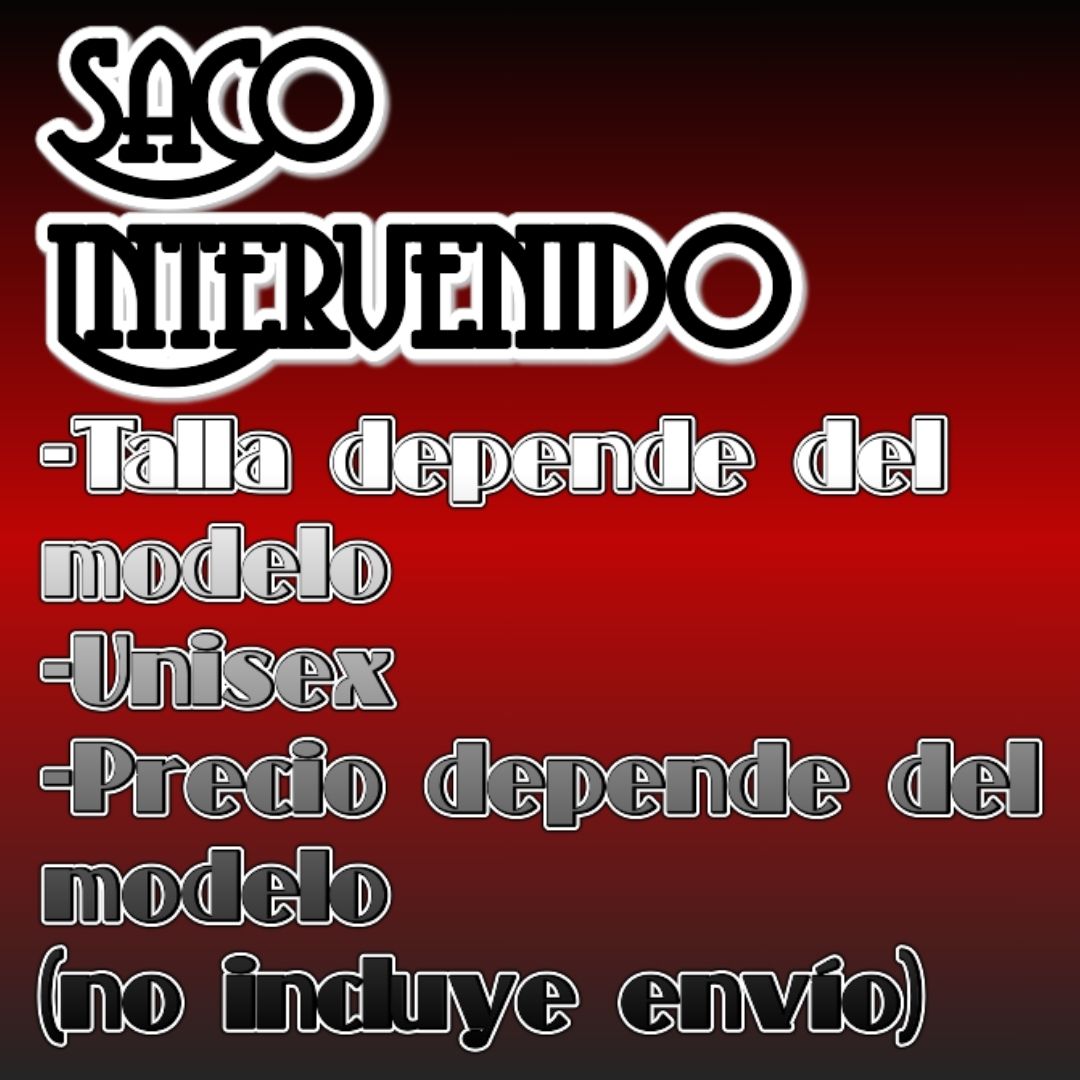 SACO
INTERVENIDO
-Talla depende del
modelo
-Unisex
-Precio depende del
modelo
(no incluye envío)